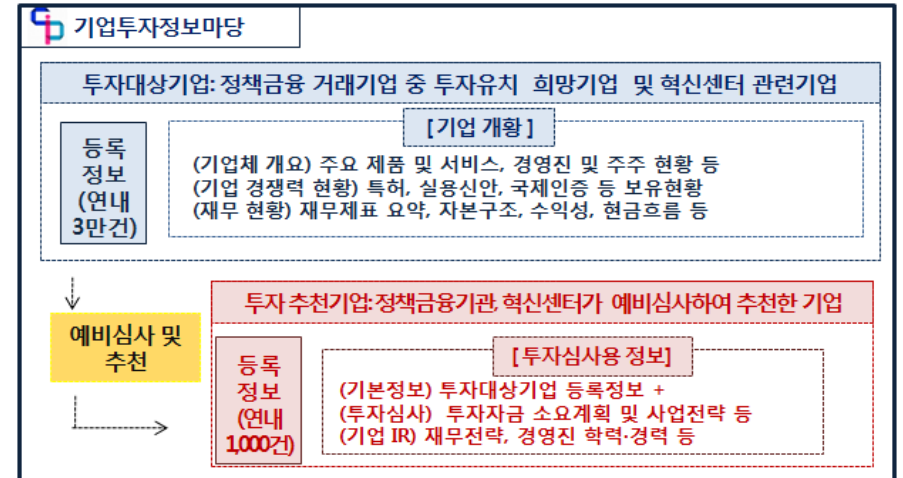 기업투자정보마당
투자대상기업: 정책금융 거래기업 중 투자유치 희망기업 및 혁신센터 관련기업
등록
정보
(연내
3만건)
[기업 개황]
(기업체 개요) 주요 제품 및 서비스, 경영진 및 주주 현황 등
(기업 경쟁력 현황) 특허, 실용신안, 국제인증 등 보유현황
(재무 현황) 재무제표 요약, 자본구조, 수익성, 현금흐름 등
예비심사 및
추천
투자 추천기업: 정책금융기관, 혁신센터가 예비심사하여 추천한 기업
등록
정보
(연내
1,000건)
[투자심사용 정보]
(기본정보) 투자대상기업 등록정보 +
(투자심사) 투자자금 소요계획 및 사업전략 등
(기업 IR) 재무전략, 경영진 학력·경력 등